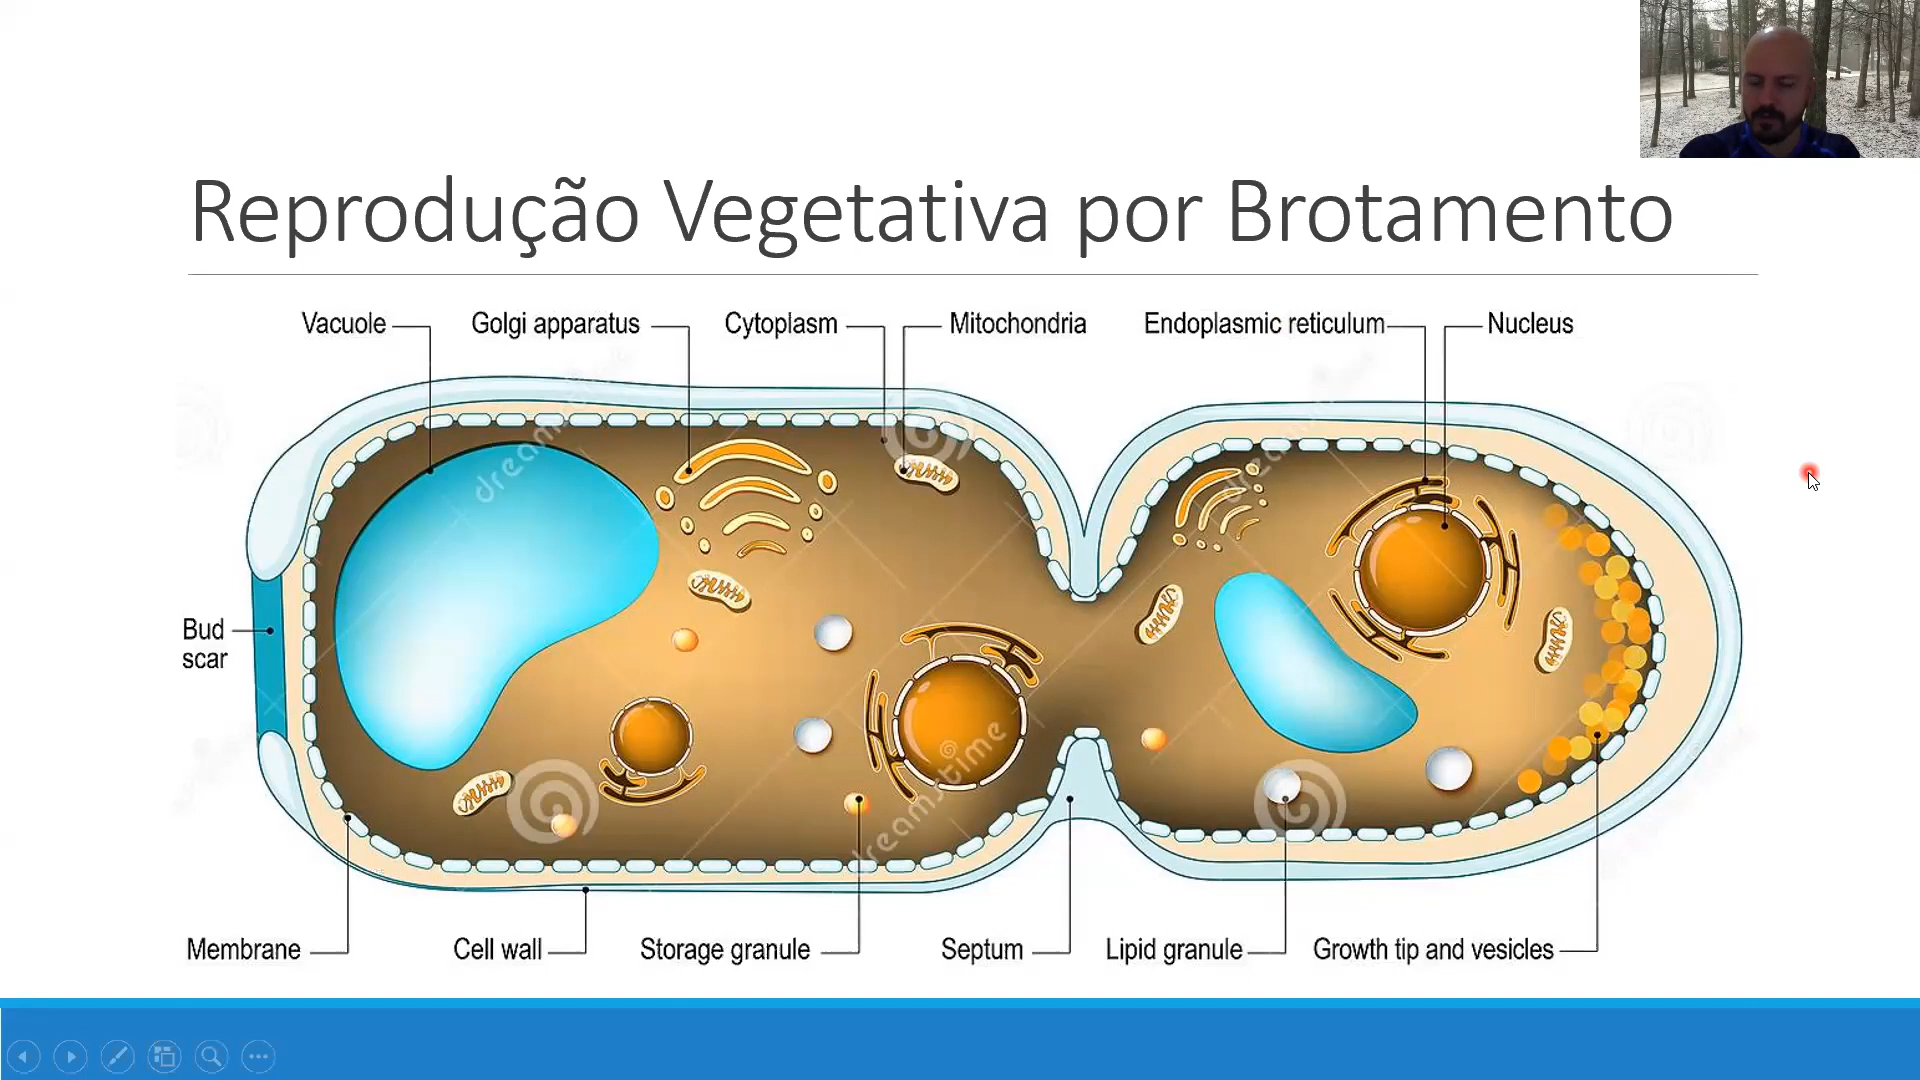 Reprodução Vegetativa por Brotamento
Vacuole
Golgi apparatus
Cytoplasm
Mitochondria
Endoplasmic reticulum
Nucleus
dreamstime
Bud
scar
dreamstime
Membrane
Cell wall
Storage granule
Septum
Lipid granule
Growth tip and vesicles